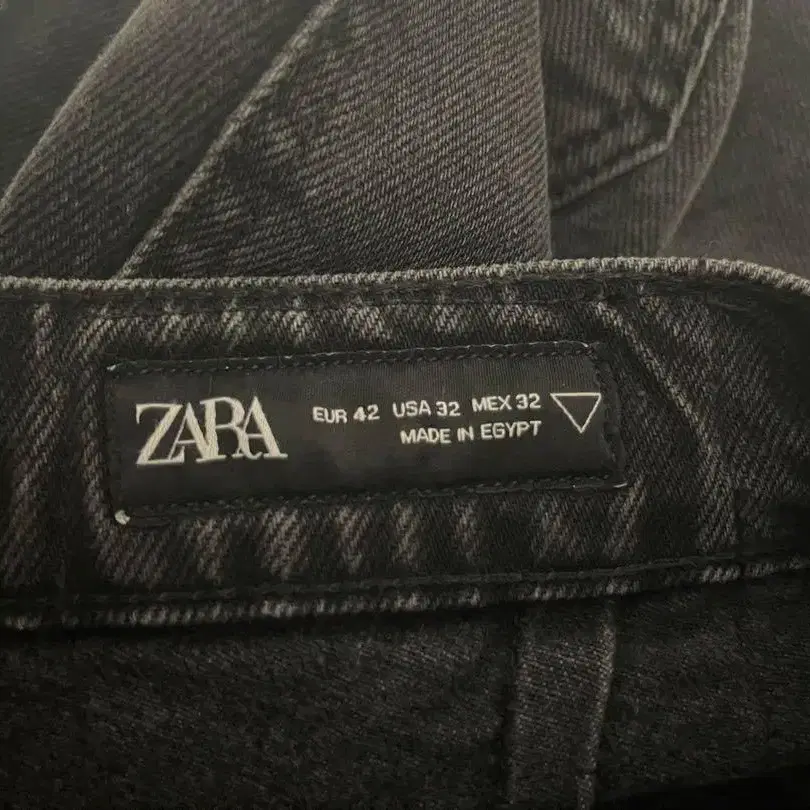 ZARA
EUR 42 USA 32 MEX 32
MADE IN EGYPT